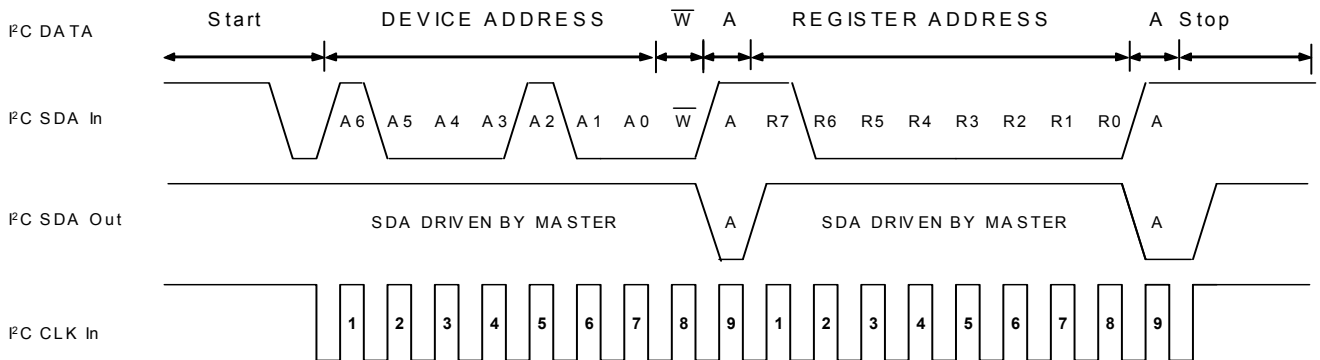 I²C DATA Start DEVICE ADDRESS W̅ A REGISTER ADDRESS A Stop
I²C SDA In A6 A5 A4 A3 A2 A1 A0 W̅ A R7 R6 R5 R4 R3 R2 R1 R0 A
I²C SDA Out SDA DRIVEN BY MASTER A SDA DRIVEN BY MASTER A
I²C CLK In 1 2 3 4 5 6 7 8 9 1 2 3 4 5 6 7 8 9